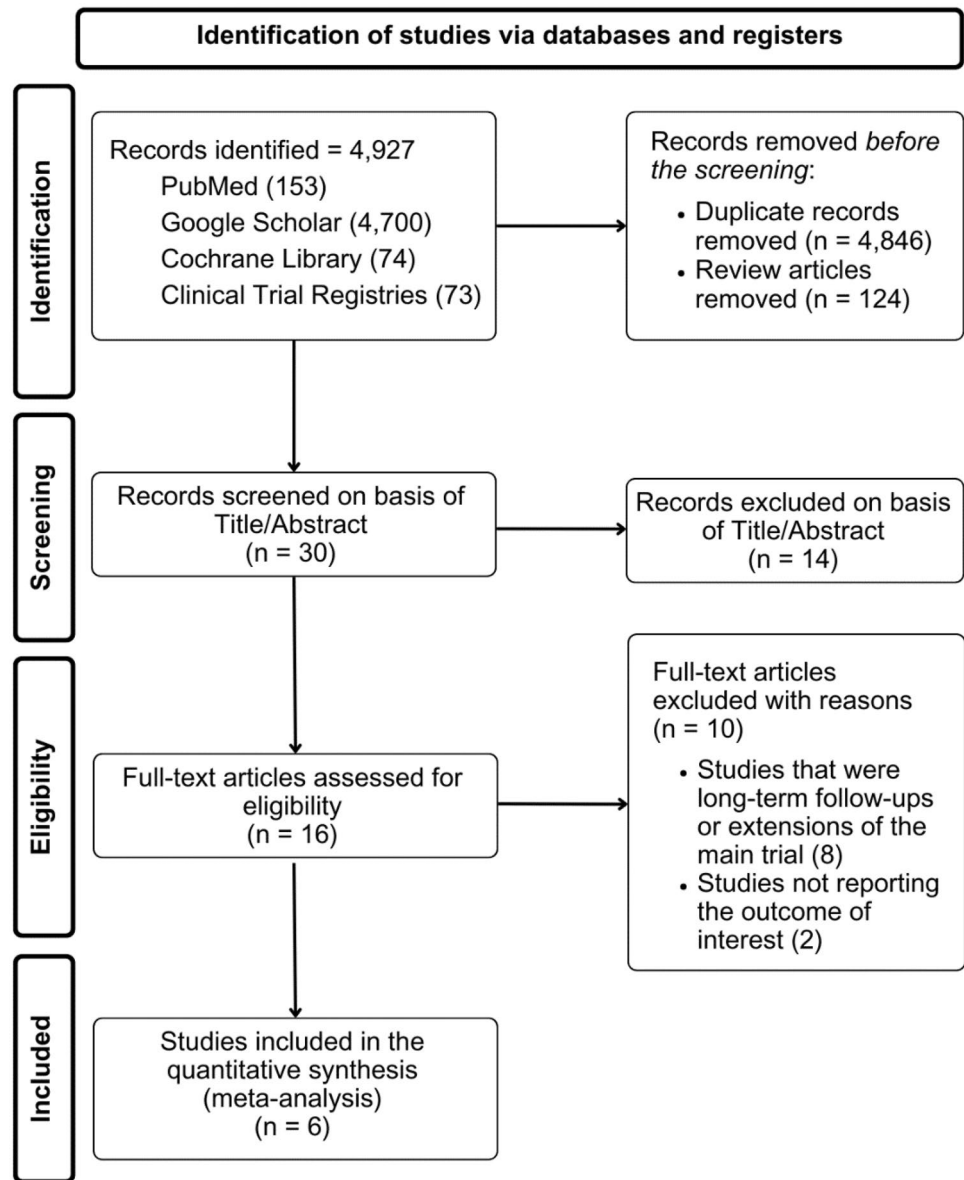 Identification of studies via databases and registers
Identification
Records identified = 4,927
PubMed (153)
Google Scholar (4,700)
Cochrane Library (74)
Clinical Trial Registries (73)
Records removed before
the screening:
• Duplicate records
removed (n = 4,846)
• Review articles
removed (n = 124)
Screening
Records screened on basis of
Title/Abstract
(n = 30)
Records excluded on basis
of Title/Abstract
(n = 14)
Eligibility
Full-text articles assessed for
eligibility
(n = 16)
Full-text articles
excluded with reasons
(n = 10)
• Studies that were
long-term follow-ups
or extensions of the
main trial (8)
• Studies not reporting
the outcome of
interest (2)
Included
Studies included in the
quantitative synthesis
(meta-analysis)
(n = 6)